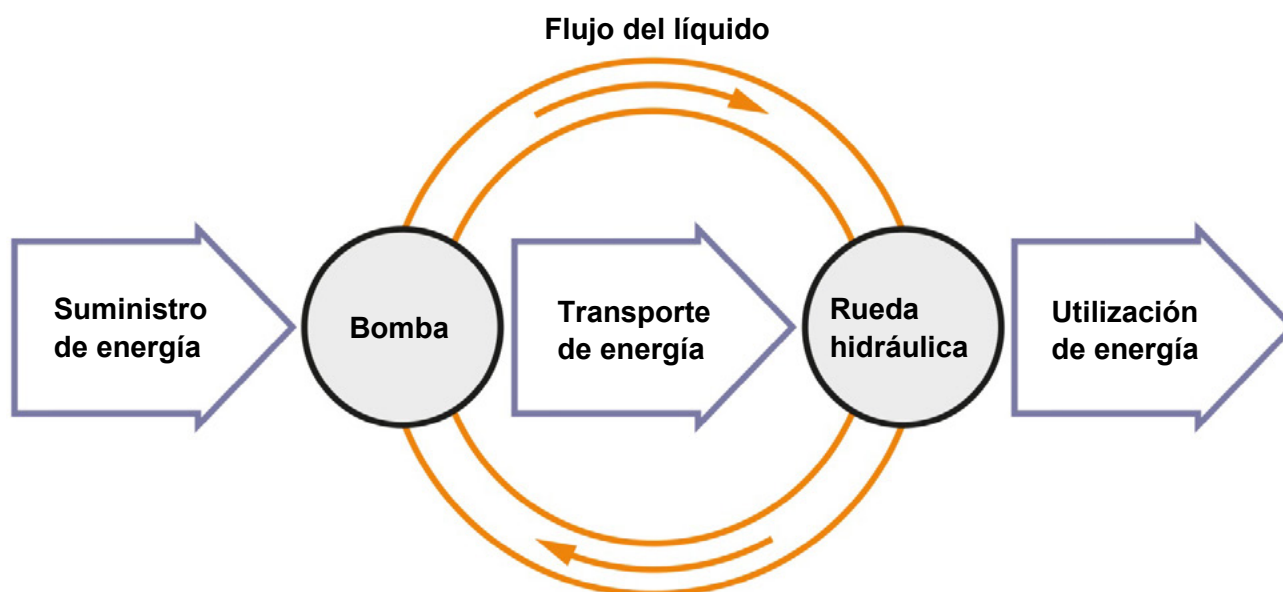 Flujo del líquido
Suministro
de energía
Bomba
Transporte
de energía
Rueda
hidráulica
Utilización
de energía